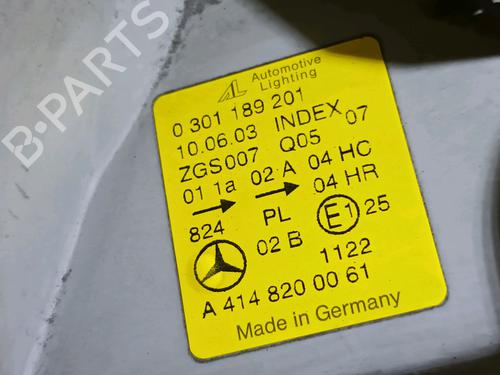 B-PARTS
AL Automotive Lighting
0 301 189 201
10.06.03 INDEX 07
ZGS007 Q05
01 1a 02 A 04 HC
→ → 04 HR
824 PL E1 25
02 B
1122
A 414 820 00 61
Made in Germany